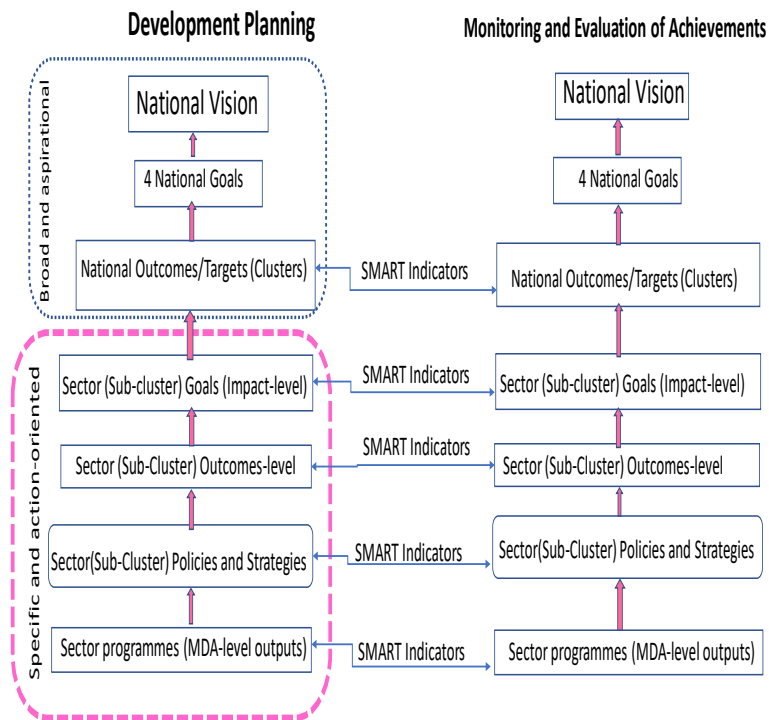 Development Planning
Monitoring and Evaluation of Achievements
Broad and aspirational
National Vision
4 National Goals
National Outcomes/Targets (Clusters)
Specific and action-oriented
Sector (Sub-cluster) Goals (Impact-level)
Sector (Sub-Cluster) Outcomes-level
Sector(Sub-Cluster) Policies and Strategies
Sector programmes (MDA-level outputs)
SMART Indicators
SMART Indicators
SMART Indicators
SMART Indicators
SMART Indicators
National Vision
4 National Goals
National Outcomes/Targets (Clusters)
Sector (Sub-cluster) Goals (Impact-level)
Sector (Sub-Cluster) Outcomes-level
Sector(Sub-Cluster) Policies and Strategies
Sector programmes (MDA-level outputs)